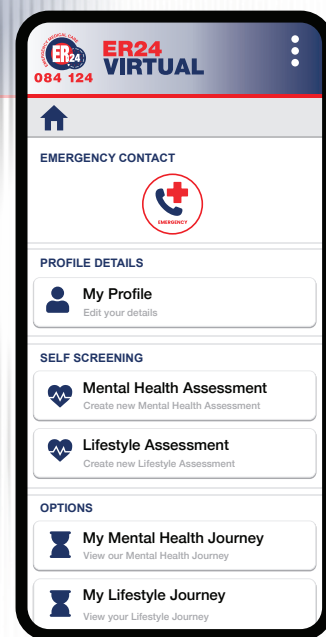 EMERGENCY MEDICAL CARE
ER24
084 124
ER24
VIRTUAL
EMERGENCY CONTACT
EMERGENCY
PROFILE DETAILS
My Profile
Edit your details
SELF SCREENING
Mental Health Assessment
Create new Mental Health Assessment
Lifestyle Assessment
Create new Lifestyle Assessment
OPTIONS
My Mental Health Journey
View our Mental Health Journey
My Lifestyle Journey
View your Lifestyle Journey